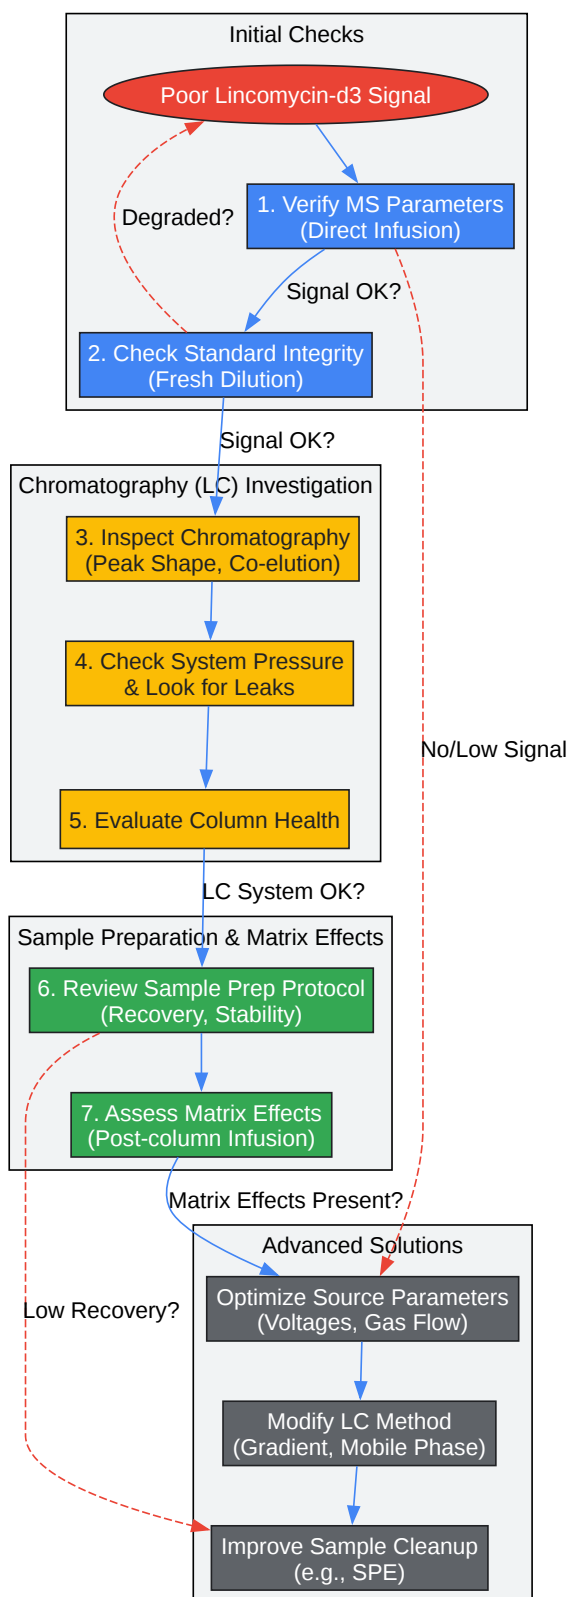 Initial Checks
Poor Lincomycin-d3 Signal
Degraded?
1. Verify MS Parameters
(Direct Infusion)
Signal OK?
2. Check Standard Integrity
(Fresh Dilution)
Signal OK?
Chromatography (LC) Investigation
3. Inspect Chromatography
(Peak Shape, Co-elution)
4. Check System Pressure
& Look for Leaks
No/Low Signal
5. Evaluate Column Health
LC System OK?
Sample Preparation & Matrix Effects
6. Review Sample Prep Protocol
(Recovery, Stability)
7. Assess Matrix Effects
(Post-column Infusion)
Matrix Effects Present?
Advanced Solutions
Optimize Source Parameters
(Voltages, Gas Flow)
Low Recovery?
Modify LC Method
(Gradient, Mobile Phase)
Improve Sample Cleanup
(e.g., SPE)